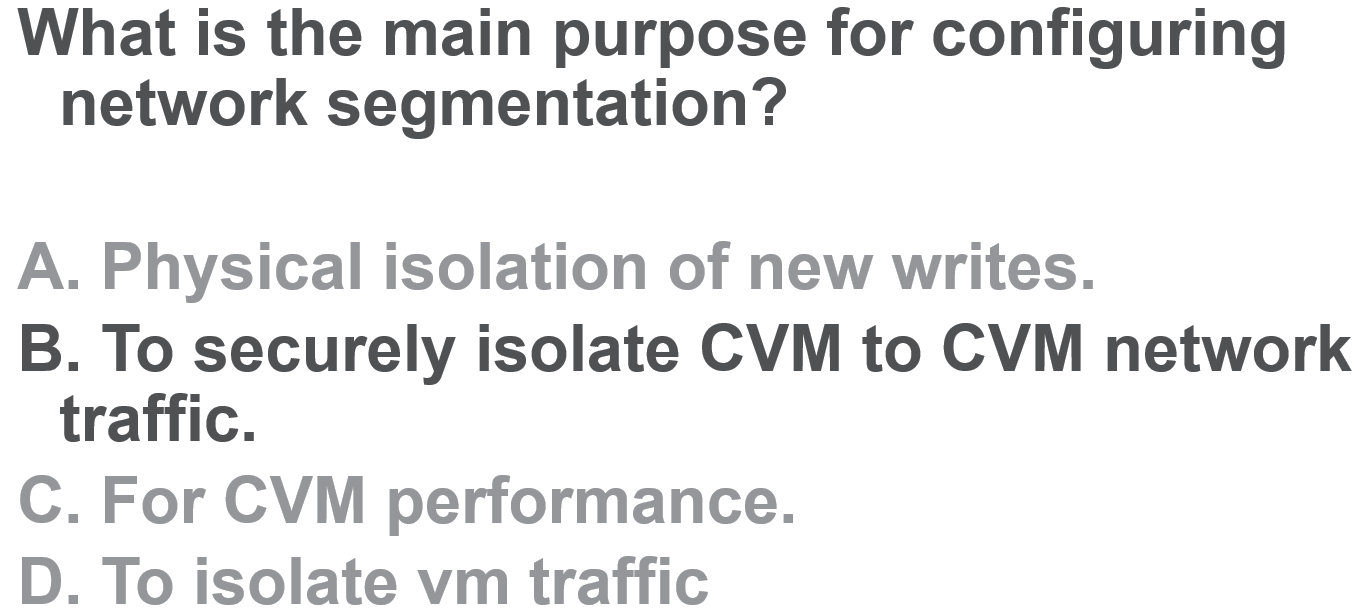 What is the main purpose for configuring
network segmentation?
A. Physical isolation of new writes.
B. To securely isolate CVM to CVM network
traffic.
C. For CVM performance.
D. To isolate vm traffic